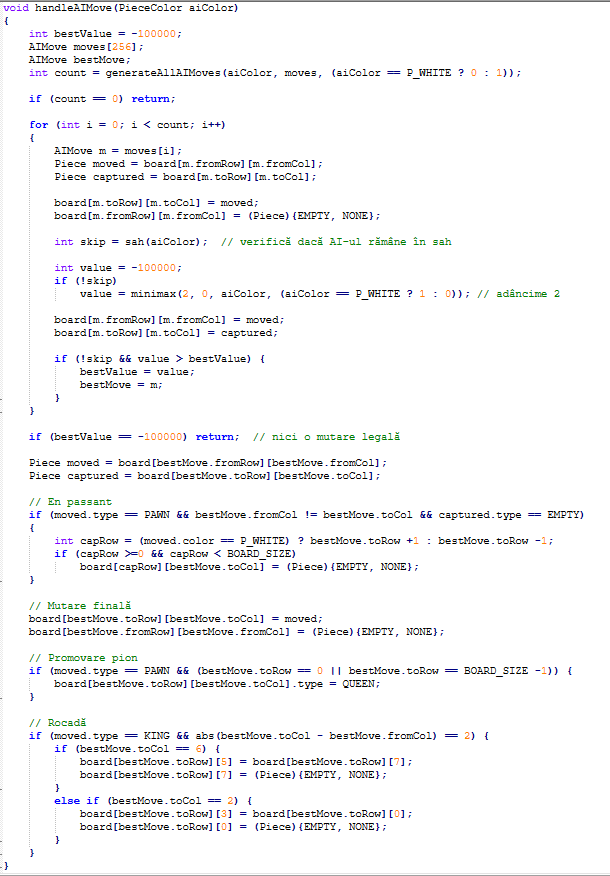 void handleAIMove(PieceColor aiColor)
{
    int bestValue = -100000;
    AIMove moves[256];
    AIMove bestMove;
    int count = generateAllAIMoves(aiColor, moves, (aiColor == P_WHITE ? 0 : 1));

    if (count == 0) return;

    for (int i = 0; i < count; i++)
    {
        AIMove m = moves[i];
        Piece moved = board[m.fromRow][m.fromCol];
        Piece captured = board[m.toRow][m.toCol];

        board[m.toRow][m.toCol] = moved;
        board[m.fromRow][m.fromCol] = (Piece){EMPTY, NONE};

        int skip = sah(aiColor);  // verifică dacă AI-ul rămâne în sah

        int value = -100000;
        if (!skip)
            value = minimax(2, 0, aiColor, (aiColor == P_WHITE ? 1 : 0)); // adâncime 2

        board[m.fromRow][m.fromCol] = moved;
        board[m.toRow][m.toCol] = captured;

        if (!skip && value > bestValue) {
            bestValue = value;
            bestMove = m;
        }
    }

    if (bestValue == -100000) return;  // nici o mutare legală

    Piece moved = board[bestMove.fromRow][bestMove.fromCol];
    Piece captured = board[bestMove.toRow][bestMove.toCol];

    // En passant
    if (moved.type == PAWN && bestMove.fromCol != bestMove.toCol && captured.type == EMPTY)
    {
        int capRow = (moved.color == P_WHITE) ? bestMove.toRow +1 : bestMove.toRow -1;
        if (capRow >=0 && capRow < BOARD_SIZE)
            board[capRow][bestMove.toCol] = (Piece){EMPTY, NONE};
    }

    // Mutare finală
    board[bestMove.toRow][bestMove.toCol] = moved;
    board[bestMove.fromRow][bestMove.fromCol] = (Piece){EMPTY, NONE};

    // Promovare pion
    if (moved.type == PAWN && (bestMove.toRow == 0 || bestMove.toRow == BOARD_SIZE -1)) {
        board[bestMove.toRow][bestMove.toCol].type = QUEEN;
    }

    // Rocadă
    if (moved.type == KING && abs(bestMove.toCol - bestMove.fromCol) == 2) {
        if (bestMove.toCol == 6) {
            board[bestMove.toRow][5] = board[bestMove.toRow][7];
            board[bestMove.toRow][7] = (Piece){EMPTY, NONE};
        }
        else if (bestMove.toCol == 2) {
            board[bestMove.toRow][3] = board[bestMove.toRow][0];
            board[bestMove.toRow][0] = (Piece){EMPTY, NONE};
        }
    }
}